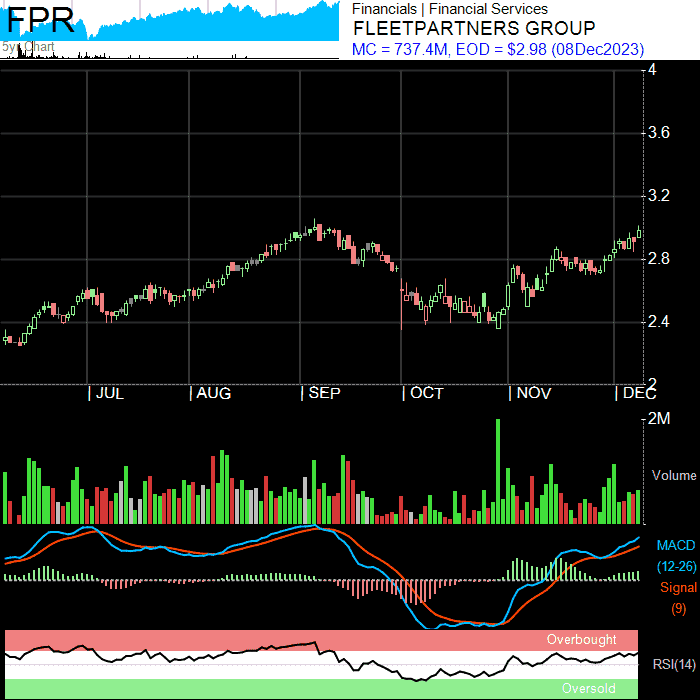 FPR
5yr Chart
Financials | Financial Services
FLEETPARTNERS GROUP
MC = 737.4M, EOD = $2.98 (08Dec2023)
4
3.6
3.2
2.8
2.4
2
JUL
AUG
SEP
OCT
NOV
DEC
2M
Volume
MACD
(12-26)
Signal
(9)
Overbought
RSI(14)
Oversold